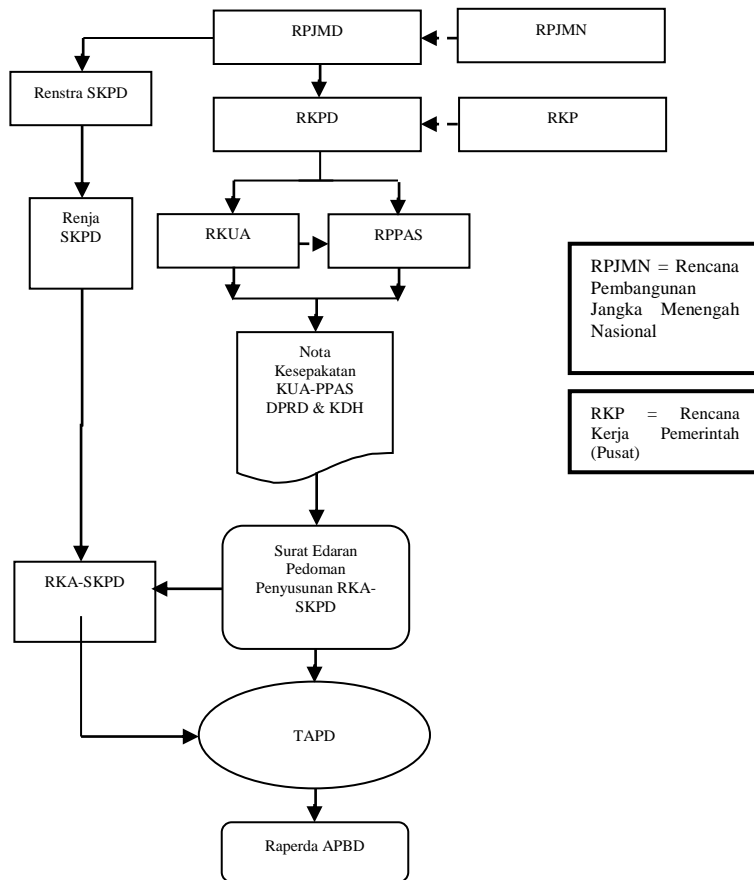 RPJMD
RPJMN
Renstra SKPD
RKPD
RKP
Renja
SKPD
RKUA
RPPAS
RPJMN = Rencana
Pembangunan
Jangka Menengah
Nasional
Nota
Kesepakatan
KUA-PPAS
DPRD & KDH
RKP = Rencana
Kerja Pemerintah
(Pusat)
Surat Edaran
Pedoman
Penyusunan RKA-
SKPD
RKA-SKPD
TAPD
Raperda APBD